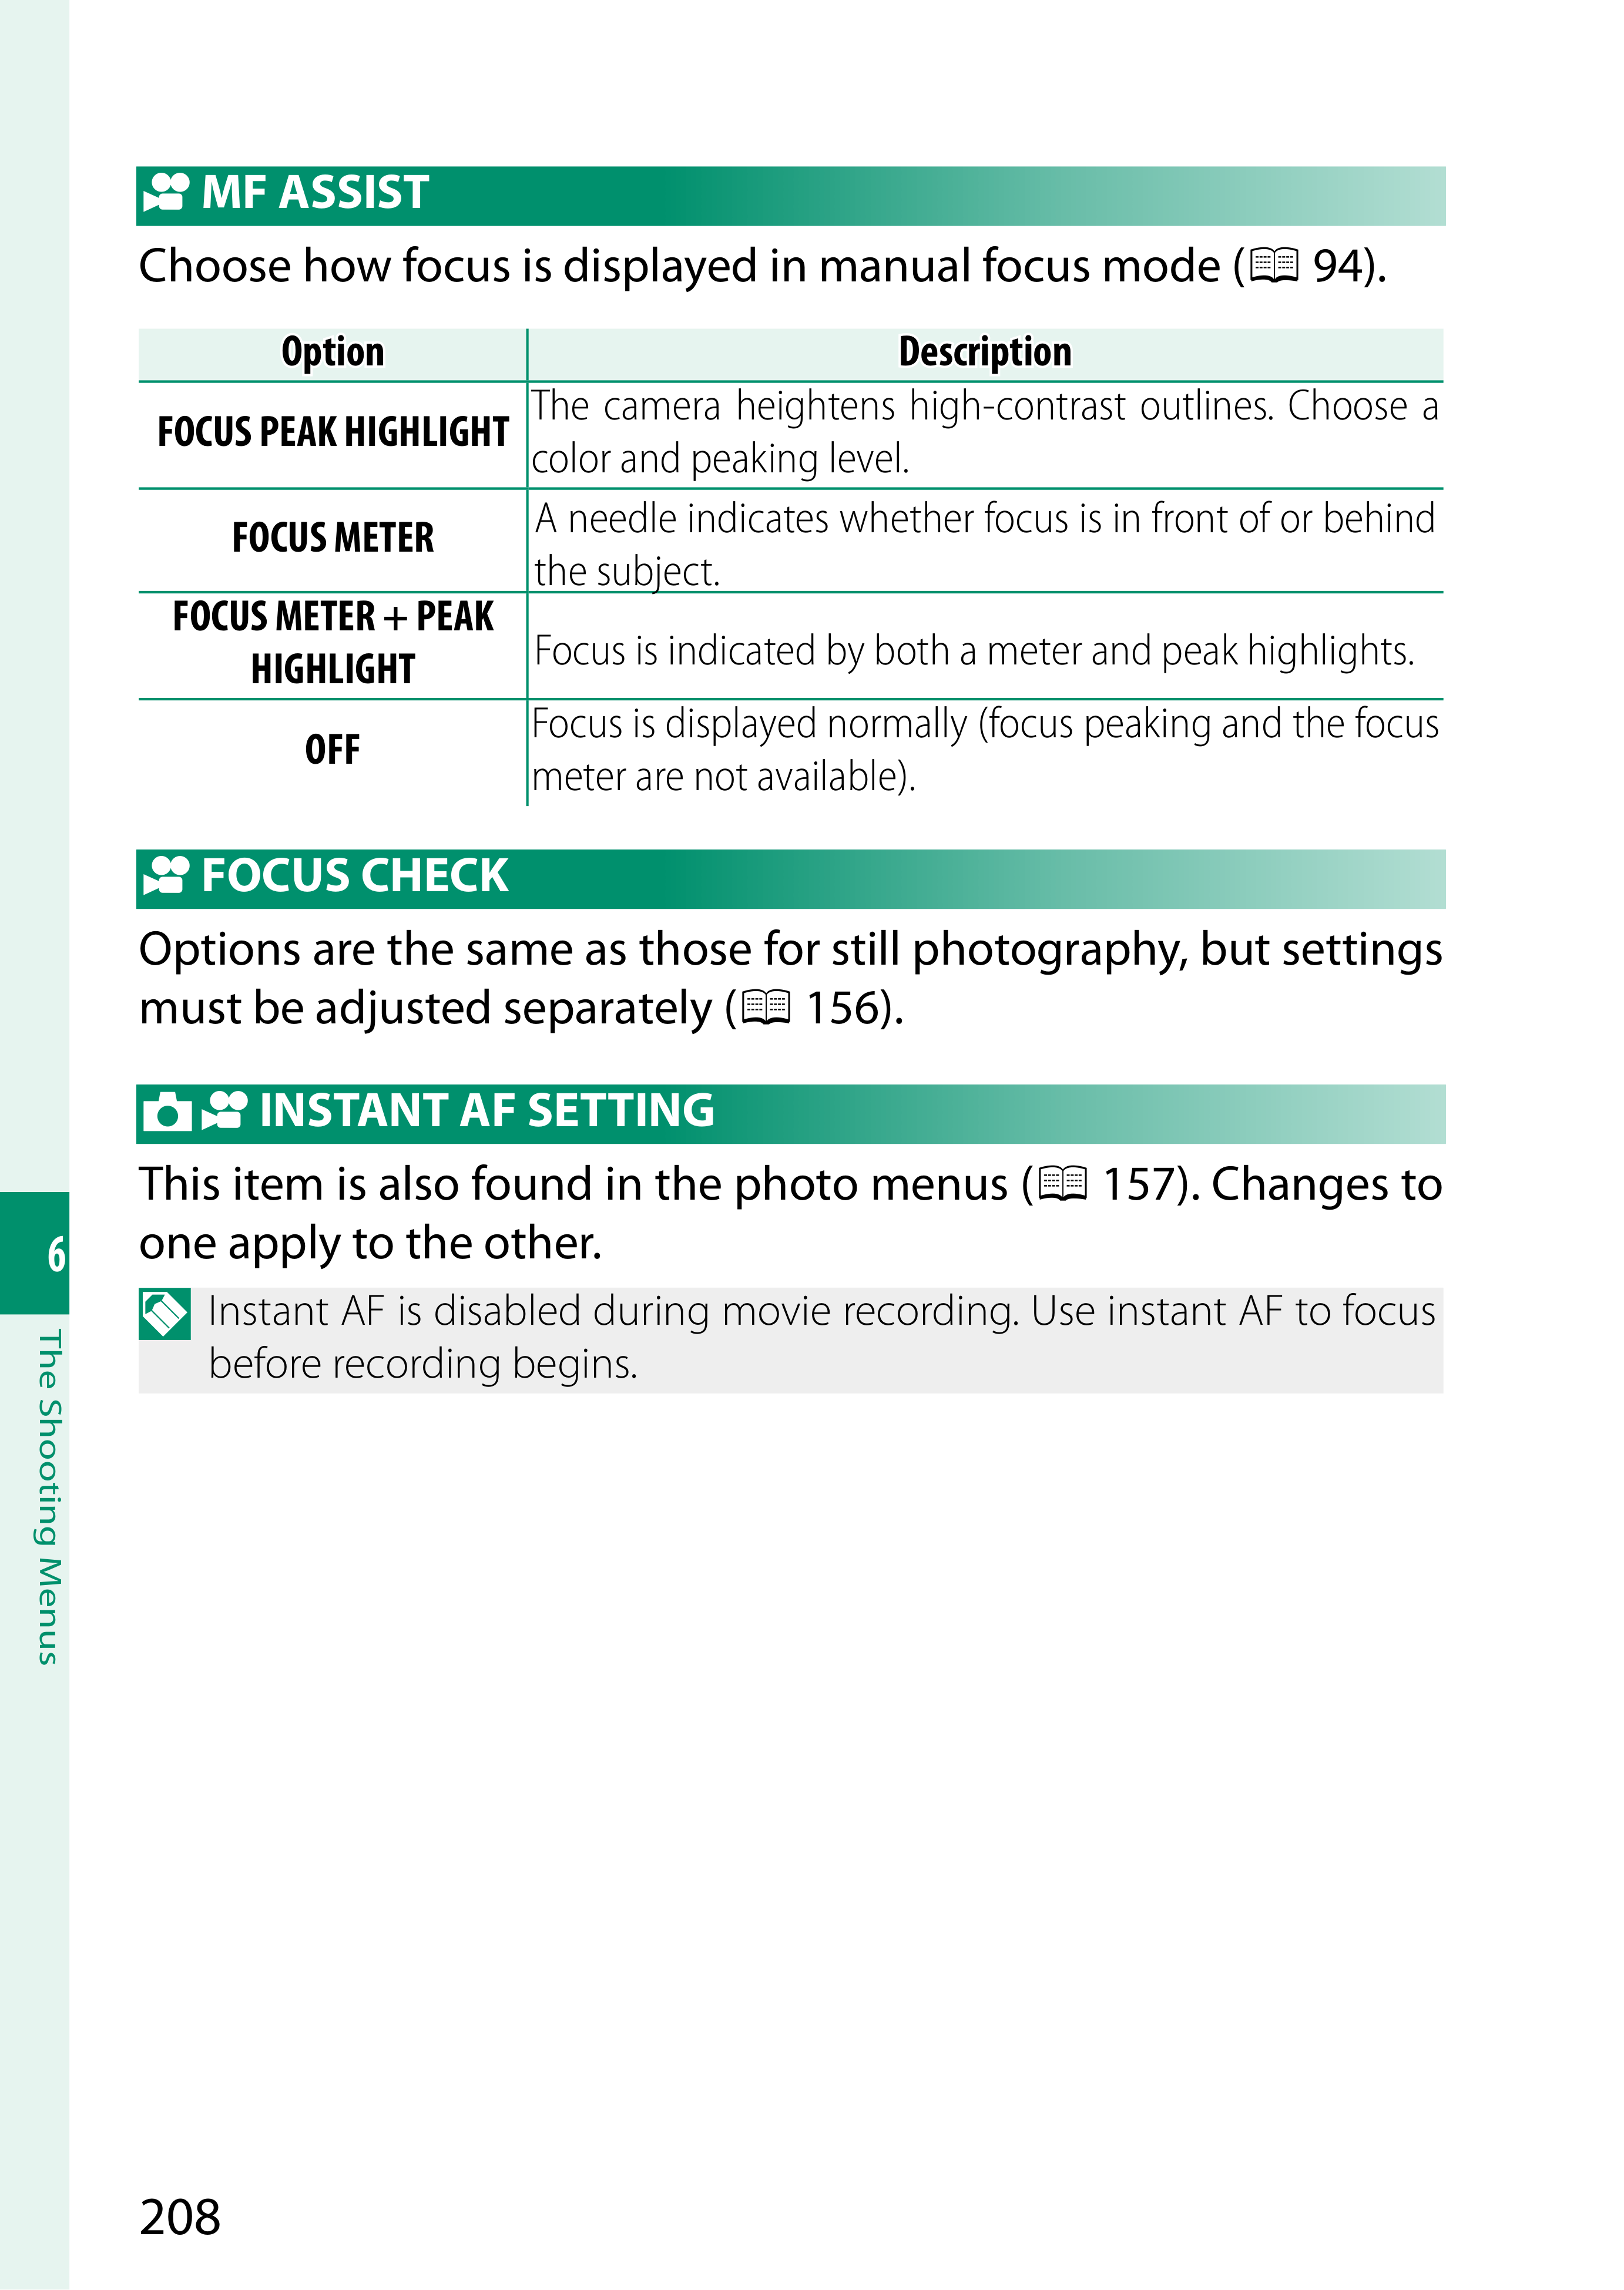 MF ASSIST
Choose how focus is displayed in manual focus mode ( 94).
Option Description
FOCUS PEAK HIGHLIGHT
The camera heightens high-contrast outlines. Choose a
color and peaking level.
FOCUS METER
A needle indicates whether focus is in front of or behind
the subject.
FOCUS METER + PEAK
HIGHLIGHT
Focus is indicated by both a meter and peak highlights.
OFF
Focus is displayed normally (focus peaking and the focus
meter are not available).
FOCUS CHECK
Options are the same as those for still photography, but settings
must be adjusted separately ( 156).
INSTANT AF SETTING
This item is also found in the photo menus ( 157). Changes to
one apply to the other.
Instant AF is disabled during movie recording. Use instant AF to focus
before recording begins.
6
The Shooting Menus
208